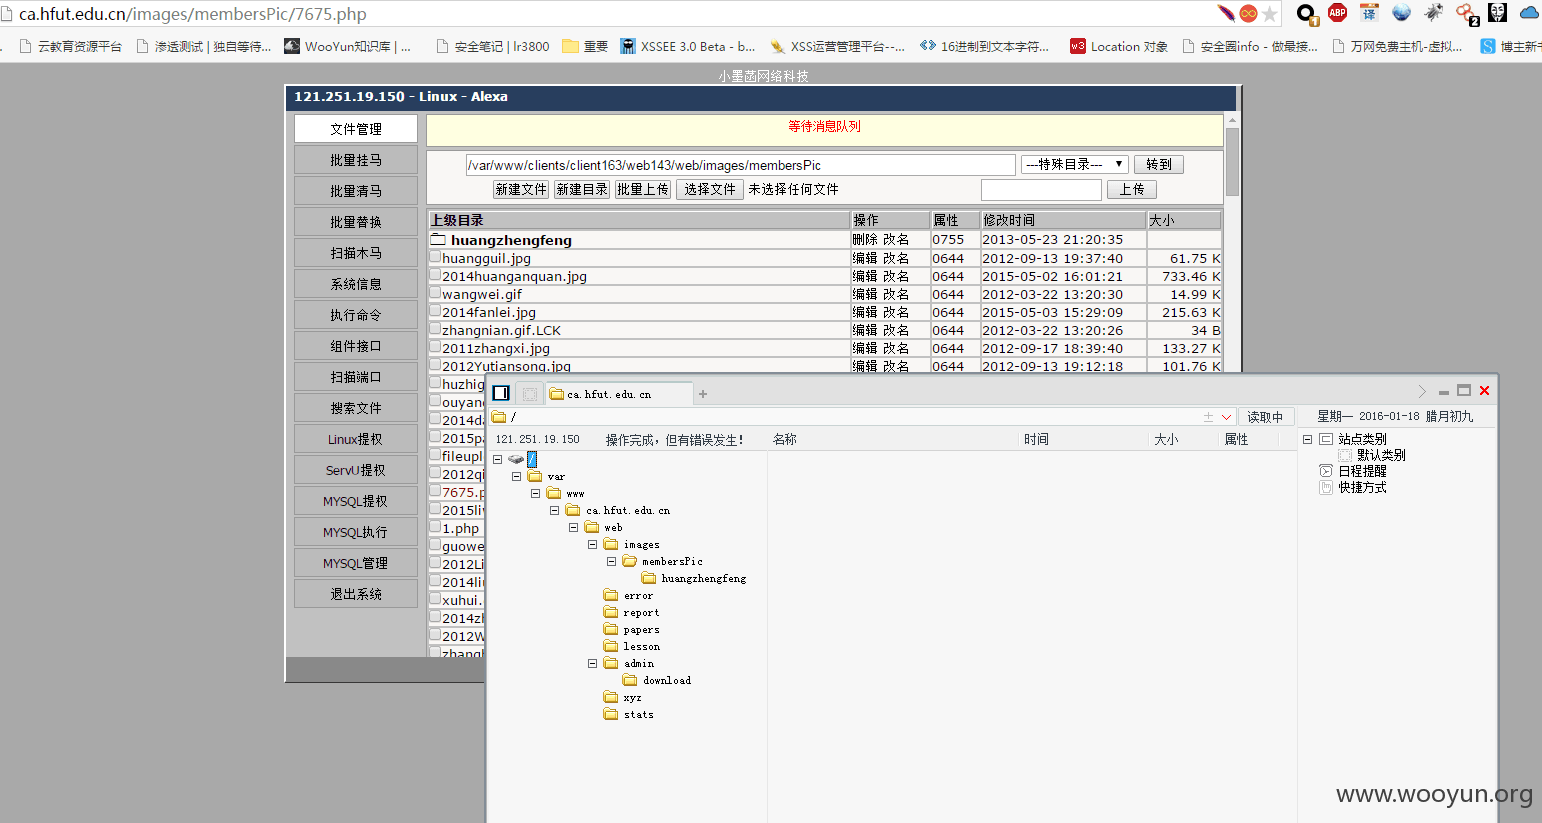 ca.hfut.edu.cn/images/membersPic/7675.php
云教育资源平台 渗透测试 | 独自等待... WooYun知识库 | ... 安全笔记 | lr3800 重要 XSSEE 3.0 Beta - b... XSS运营管理平台--... 16进制到文本字符... Location 对象 安全圈info - 做最接... 万网免费主机-虚拟... 博主新
小墨菡网络科技
121.251.19.150 - Linux - Alexa
文件管理
批量挂马
批量清马
批量替换
扫描木马
系统信息
执行命令
组件接口
扫描端口
搜索文件
Linux提权
ServU提权
MYSQL提权
MYSQL执行
MYSQL管理
退出系统
等待消息队列
/var/www/clients/client163/web143/web/images/membersPic ---特殊目录--- 转到
新建文件 新建目录 批量上传 选择文件 未选择任何文件 上传
上级目录 操作 属性 修改时间 大小
huangzhengfeng 删除 改名 0755 2013-05-23 21:20:35
huangguil.jpg 编辑 改名 0644 2012-09-13 19:37:40 61.75 K
2014huanganquan.jpg 编辑 改名 0644 2015-05-02 16:01:21 733.46 K
wangwei.gif 编辑 改名 0644 2012-03-22 13:20:30 14.99 K
2014fanlei.jpg 编辑 改名 0644 2015-05-03 15:29:09 215.63 K
zhangnian.gif.LCK 编辑 改名 0644 2012-03-22 13:20:26 34 B
2011zhangxi.jpg 编辑 改名 0644 2012-09-17 18:39:40 133.27 K
2012Yutiansong.jpg 编辑 改名 0644 2012-09-13 19:12:18 101.76 K
huzhig
ouyan
2014d
2015p
fileupl
2012qi
7675.p
2015li
1.php
guowe
2012Li
2014li
xuhui.
2014zh
2012W
zhangl
ca.hfut.edu.cn
/ 读取中
121.251.19.150 操作完成，但有错误发生！ 名称 时间 大小 属性
/
var
www
ca.hfut.edu.cn
web
images
membersPic
huangzhengfeng
error
report
papers
lesson
admin
download
xyz
stats
星期一 2016-01-18 腊月初九
站点类别
默认类别
日程提醒
快捷方式
www.wooyun.org